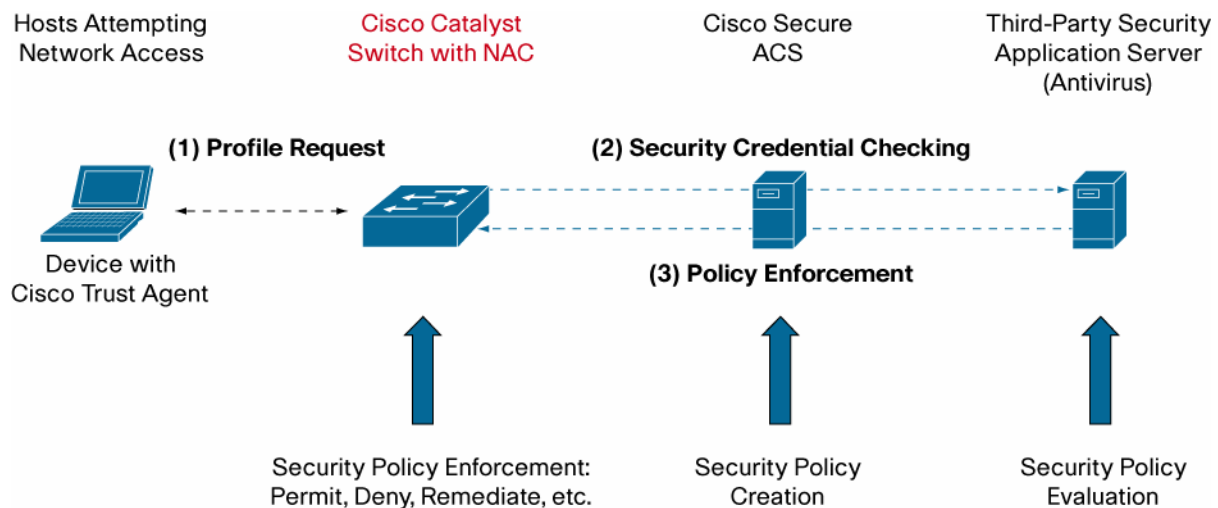 Hosts Attempting
Network Access
Cisco Catalyst
Switch with NAC
Cisco Secure
ACS
Third-Party Security
Application Server
(Antivirus)
(1) Profile Request
(2) Security Credential Checking
Device with
Cisco Trust Agent
(3) Policy Enforcement
Security Policy Enforcement:
Permit, Deny, Remediate, etc.
Security Policy
Creation
Security Policy
Evaluation